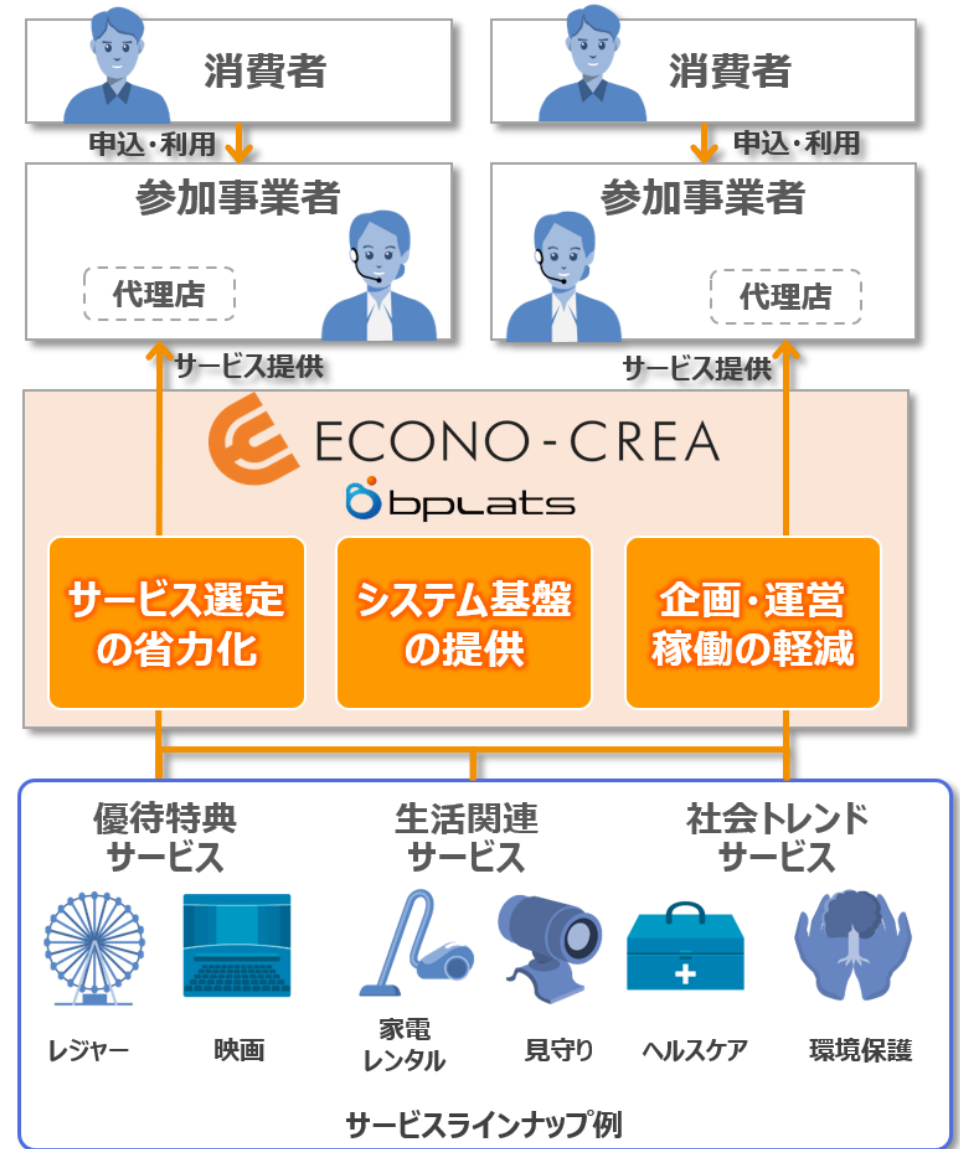 消費者
消費者
申込・利用
申込・利用
参加事業者
参加事業者
代理店
代理店
サービス提供
サービス提供
ECONO-CREA
bplats
サービス選定
の省力化
システム基盤
の提供
企画・運営
稼働の軽減
優待特典
サービス
生活関連
サービス
社会トレンド
サービス
レジャー
映画
家電
レンタル
見守り
ヘルスケア
環境保護
サービスラインナップ例